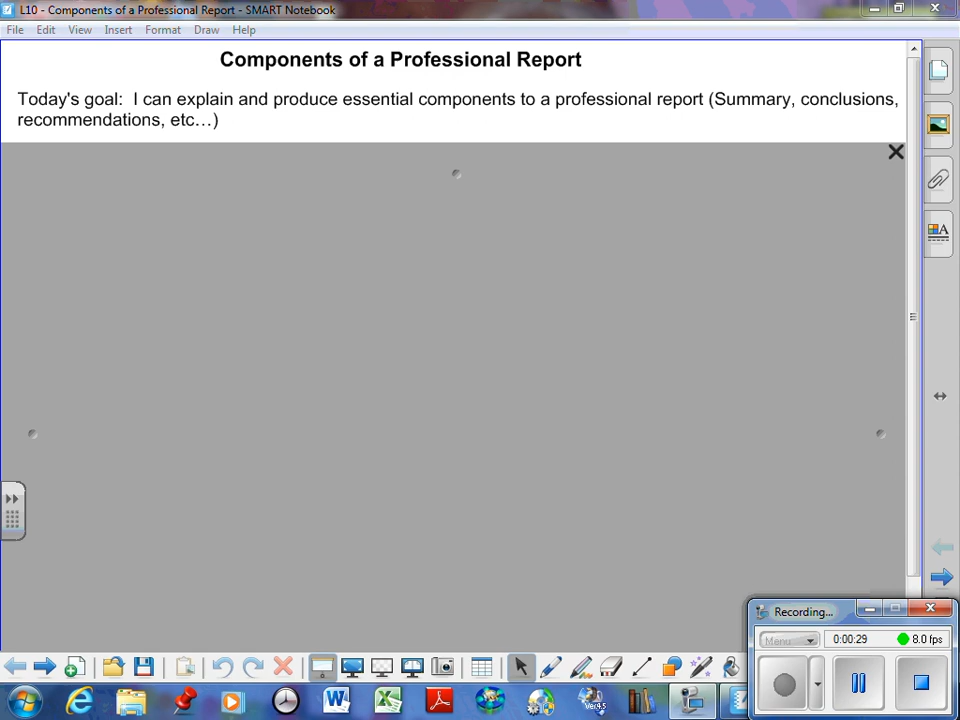 L10 - Components of a Professional Report - SMART Notebook
File Edit View Insert Format Draw Help
Components of a Professional Report
Today's goal: I can explain and produce essential components to a professional report (Summary, conclusions,
recommendations, etc…)
Recording...
Menu
0:00:29
8.0 fps
Ver4.5